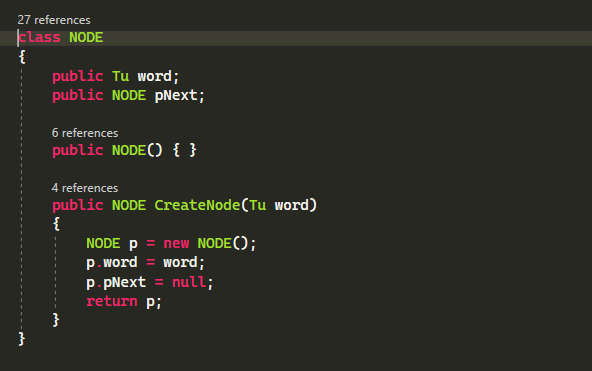 27 references
class NODE
{
public Tu word;
public NODE pNext;
6 references
public NODE() { }
4 references
public NODE CreateNode(Tu word)
{
NODE p = new NODE();
p.word = word;
p.pNext = null;
return p;
}
}